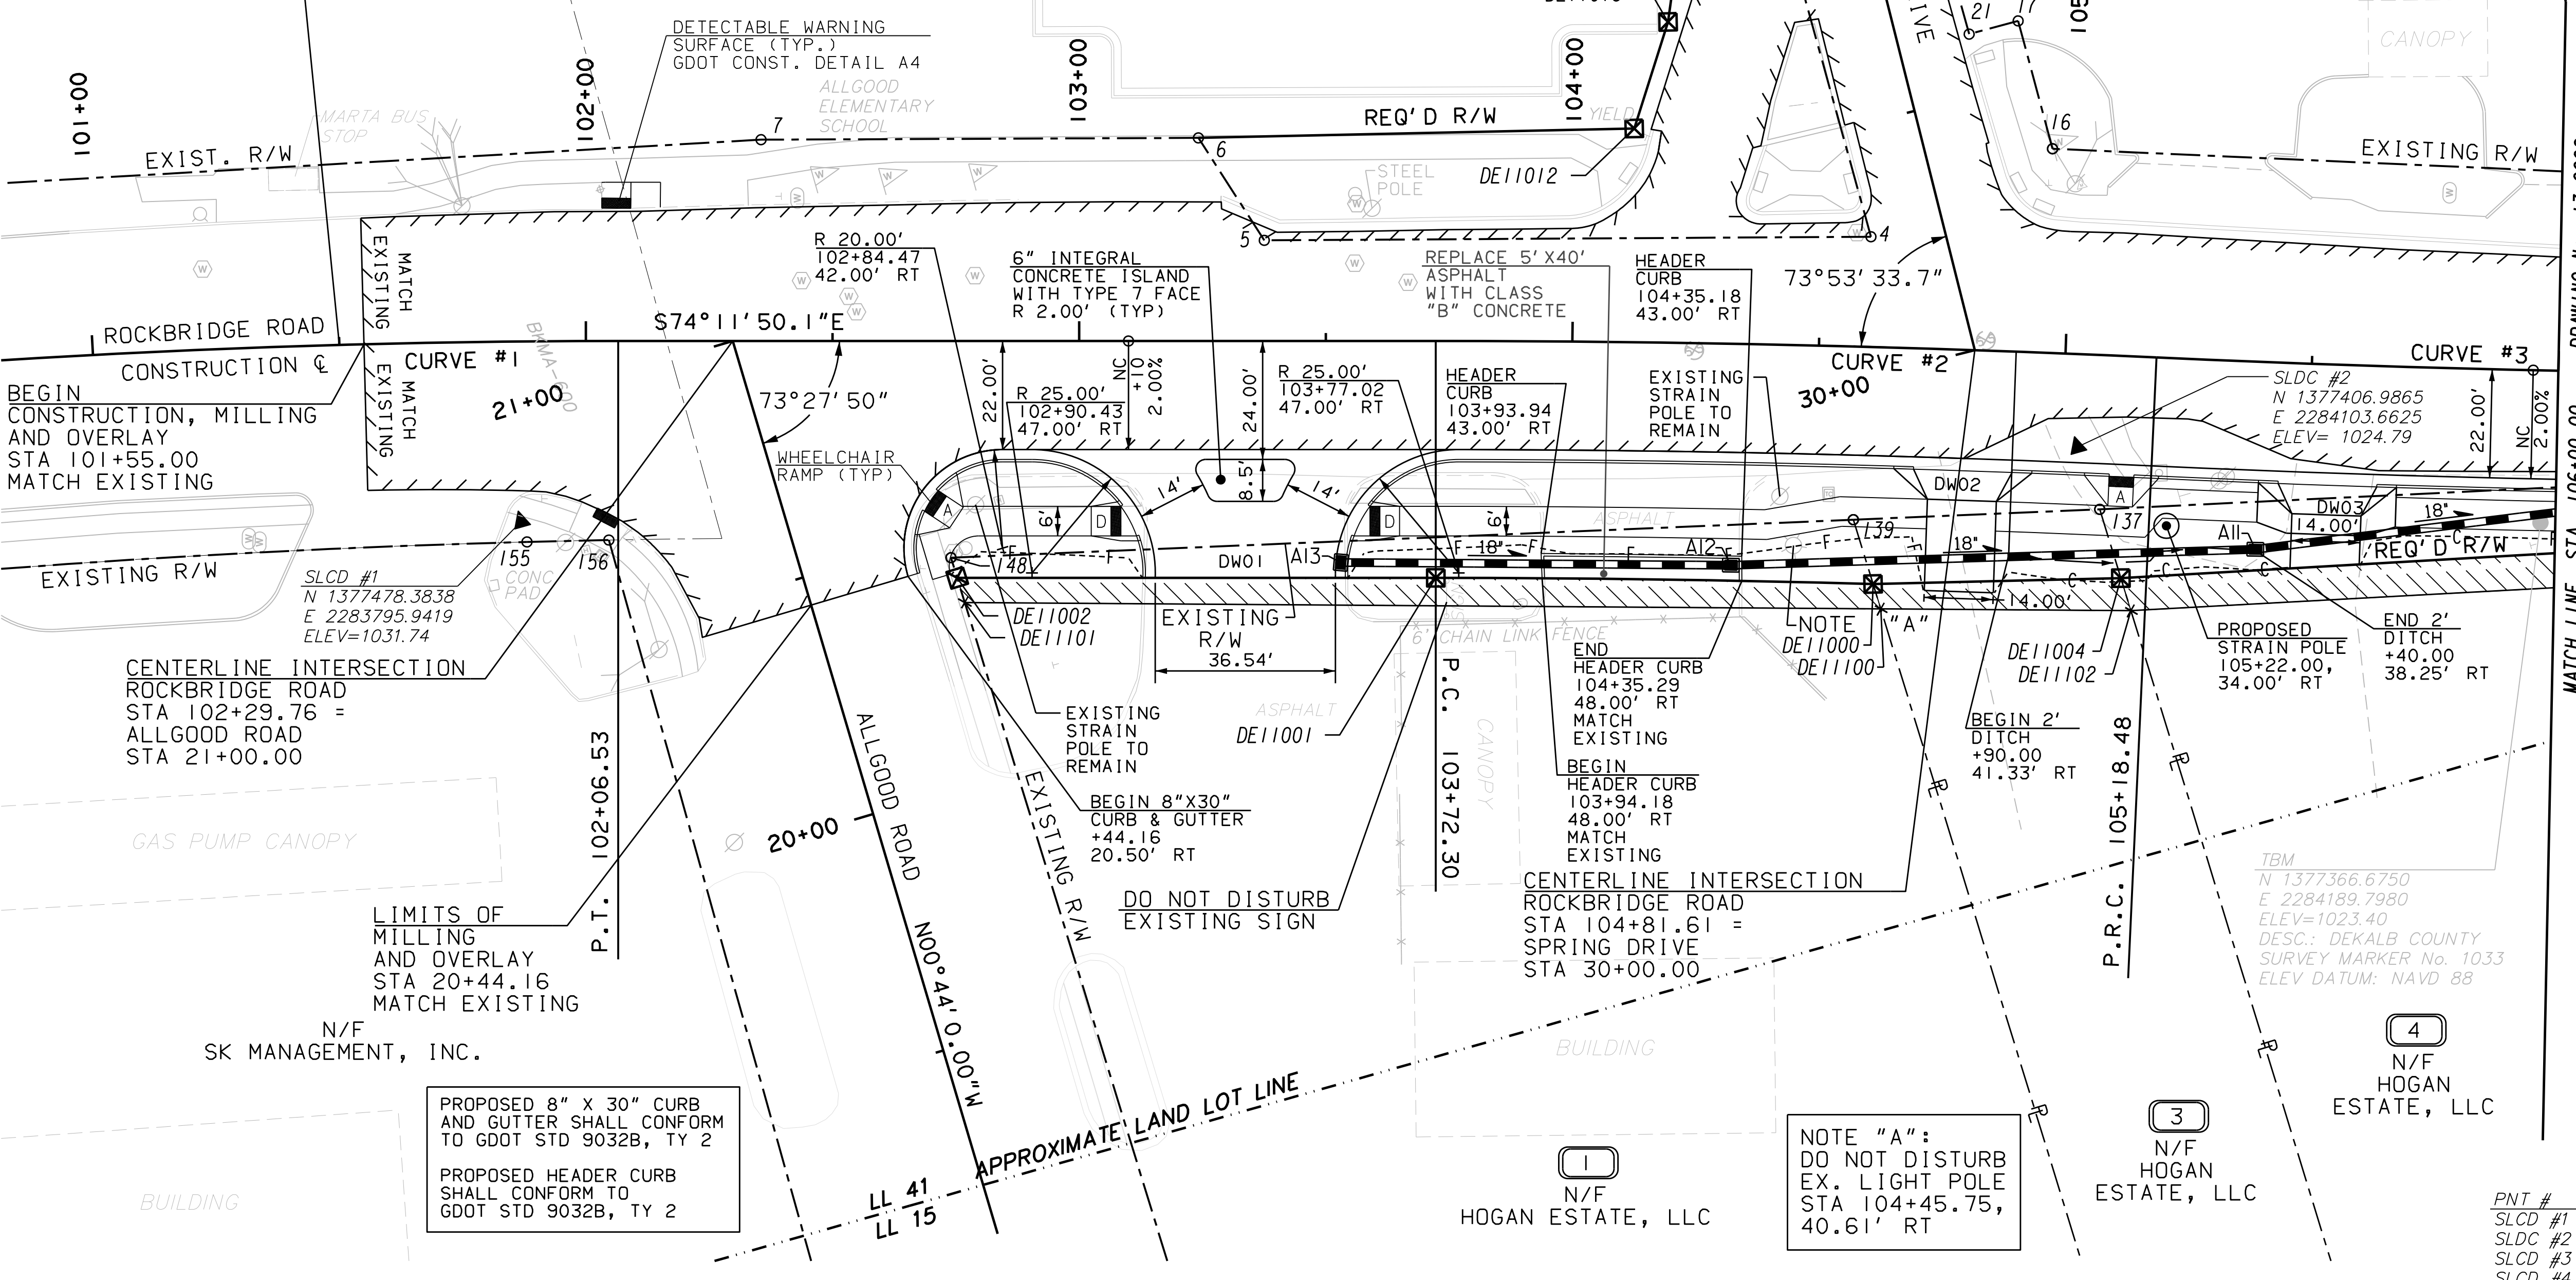 DETECTABLE WARNING
SURFACE (TYP.)
GDOT CONST. DETAIL A4
ALLGOOD
ELEMENTARY
SCHOOL
101+00
102+00
103+00
104+00
MARTA BUS
STOP
EXIST. R/W
7
6
REQ'D R/W
YIELD
STEEL
POLE
DE11012
5
4
21
16
CANOPY
EXISTING R/W
MATCH
EXISTING
MATCH
EXISTING
R 20.00'
102+84.47
42.00' RT
6" INTEGRAL
CONCRETE ISLAND
WITH TYPE 7 FACE
R 2.00' (TYP)
REPLACE 5'X40'
ASPHALT
WITH CLASS
"B" CONCRETE
HEADER
CURB
104+35.18
43.00' RT
73°53'33.7"
ROCKBRIDGE ROAD
CONSTRUCTION ℄
S74°11'50.1"E
CURVE #1
CURVE #2
CURVE #3
21+00
30+00
BEGIN
CONSTRUCTION, MILLING
AND OVERLAY
STA 101+55.00
MATCH EXISTING
73°27'50"
22.00'
R 25.00'
102+90.43
47.00' RT
NC
+10
2.00%
24.00'
R 25.00'
103+77.02
47.00' RT
HEADER
CURB
103+93.94
43.00' RT
EXISTING
STRAIN
POLE TO
REMAIN
SLDC #2
N 1377406.9865
E 2284103.6625
ELEV= 1024.79
22.00'
NC
2.00%
WHEELCHAIR
RAMP (TYP)
14'
8.5'
14'
A
6'
D
D
6'
ASPHALT
DW02
A
DW03
14.00'
18"
EXISTING R/W
155
156
CONC
PAD
148
DW01
A13
18"
A12
139
18"
137
A11
REQ'D R/W
SLCD #1
N 1377478.3838
E 2283795.9419
ELEV=1031.74
DE11002
DE11101
EXISTING
R/W
36.54'
6' CHAIN LINK FENCE
NOTE "A"
DE11000
DE11100
14.00'
DE11004
DE11102
PROPOSED
STRAIN POLE
105+22.00,
34.00' RT
END 2'
DITCH
+40.00
38.25' RT
CENTERLINE INTERSECTION
ROCKBRIDGE ROAD
STA 102+29.76 =
ALLGOOD ROAD
STA 21+00.00
EXISTING
STRAIN
POLE TO
REMAIN
ASPHALT
DE11001
P.C. 103+72.30
CANOPY
END
HEADER CURB
104+35.29
48.00' RT
MATCH
EXISTING
BEGIN 2'
DITCH
+90.00
41.33' RT
P.R.C. 105+18.48
P.T. 102+06.53
GAS PUMP CANOPY
20+00
ALLGOOD ROAD N00°44'0.00"W
EXISTING R/W
BEGIN 8"X30"
CURB & GUTTER
+44.16
20.50' RT
BEGIN
HEADER CURB
103+94.18
48.00' RT
MATCH
EXISTING
DO NOT DISTURB
EXISTING SIGN
CENTERLINE INTERSECTION
ROCKBRIDGE ROAD
STA 104+81.61 =
SPRING DRIVE
STA 30+00.00
TBM
N 1377366.6750
E 2284189.7980
ELEV=1023.40
DESC.: DEKALB COUNTY
SURVEY MARKER No. 1033
ELEV DATUM: NAVD 88
LIMITS OF
MILLING
AND OVERLAY
STA 20+44.16
MATCH EXISTING
N/F
SK MANAGEMENT, INC.
BUILDING
4
N/F
HOGAN
ESTATE, LLC
PROPOSED 8" X 30" CURB
AND GUTTER SHALL CONFORM
TO GDOT STD 9032B, TY 2
PROPOSED HEADER CURB
SHALL CONFORM TO
GDOT STD 9032B, TY 2
APPROXIMATE LAND LOT LINE
LL 41
LL 15
BUILDING
1
N/F
HOGAN ESTATE, LLC
NOTE "A":
DO NOT DISTURB
EX. LIGHT POLE
STA 104+45.75,
40.61' RT
3
N/F
HOGAN
ESTATE, LLC
PNT #
SLCD #1
SLDC #2
SLCD #3